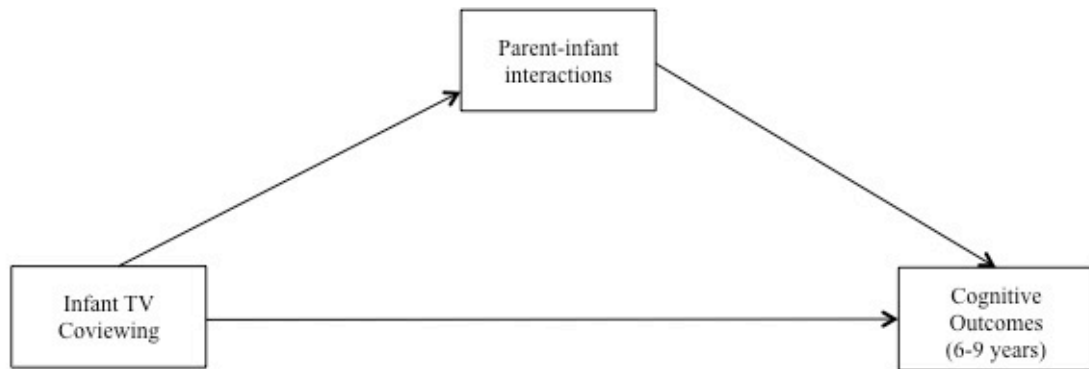 Parent-infant
interactions
Infant TV
Coviewing
Cognitive
Outcomes
(6-9 years)